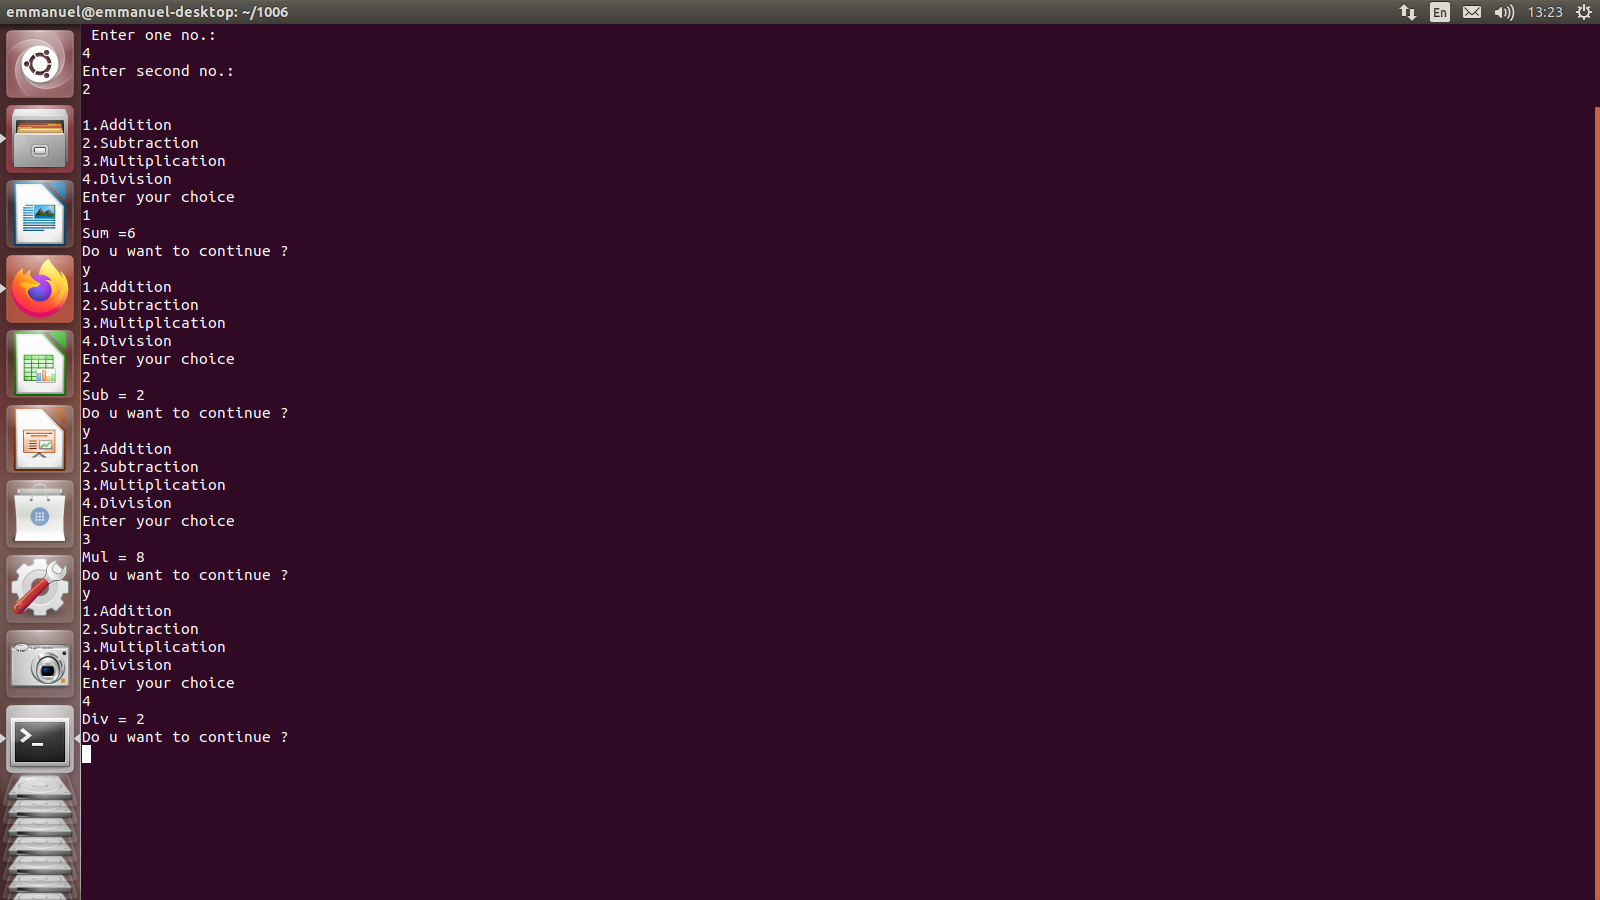 emmanuel@emmanuel-desktop: ~/1006
En
13:23
Enter one no.:
4
Enter second no.:
2
1.Addition
2.Subtraction
3.Multiplication
4.Division
Enter your choice
1
Sum =6
Do u want to continue ?
y
1.Addition
2.Subtraction
3.Multiplication
4.Division
Enter your choice
2
Sub = 2
Do u want to continue ?
y
1.Addition
2.Subtraction
3.Multiplication
4.Division
Enter your choice
3
Mul = 8
Do u want to continue ?
y
1.Addition
2.Subtraction
3.Multiplication
4.Division
Enter your choice
4
Div = 2
Do u want to continue ?